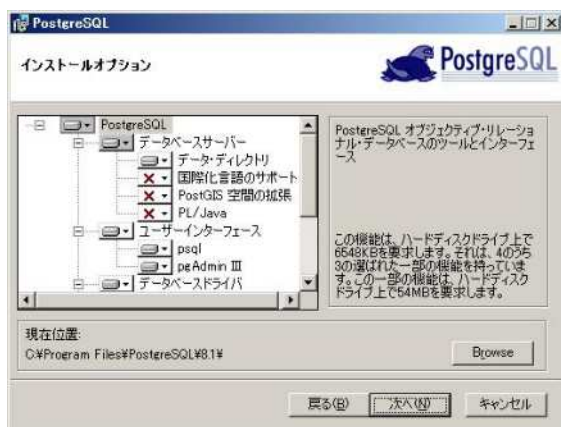 PostgreSQL
インストールオプション
PostgreSQL
PostgreSQL
データベースサーバー
データ・ディレクトリ
国際化言語のサポート
PostGIS 空間の拡張
PL/Java
ユーザーインターフェース
psql
pgAdmin III
データベースドライバ
PostgreSQL オブジェクティブ・リレーショ
ナル・データベースのツールとインターフェ
ース
この機能は、ハードディスクドライブ上で
6548KBを要求します。それは、4のうち
3の選ばれた一部の機能を持っていま
す。この一部の機能は、ハードディスク
ドライブ上で54MBを要求します。
現在位置:
C:¥Program Files¥PostgreSQL¥8.1¥
Browse
戻る(B)
次へ(N)
キャンセル